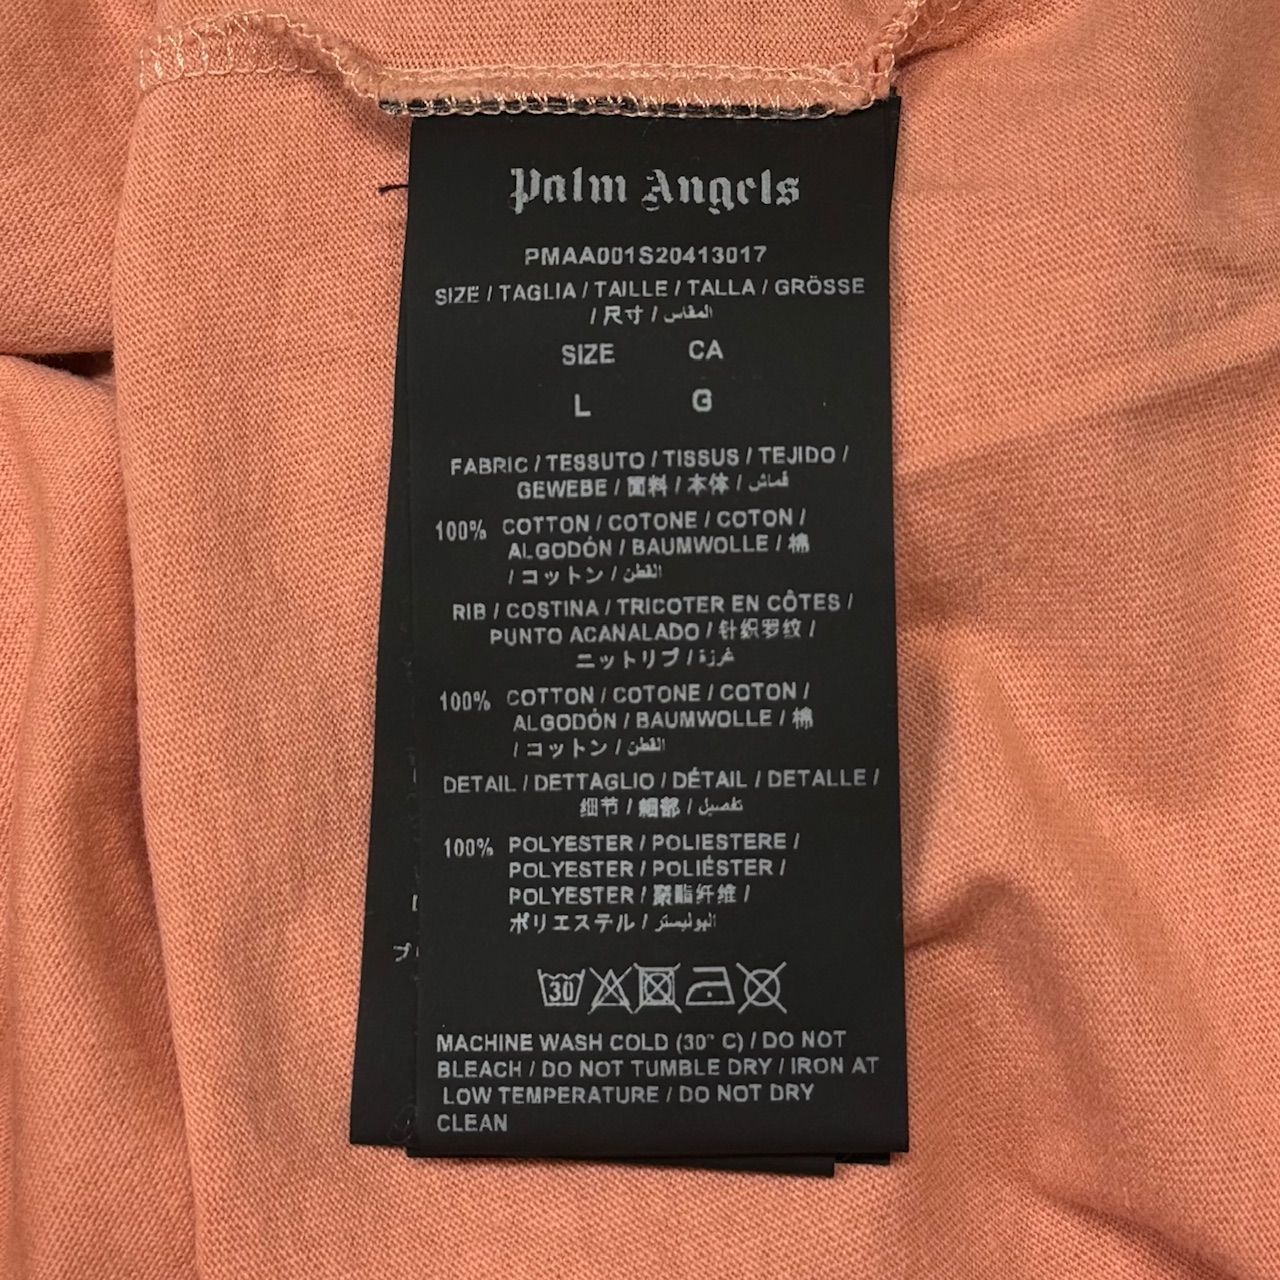 Palm Angels
PMAA001S20413017
SIZE / TAGLIA / TAILLE / TALLA / GRÖSSE
/ 尺寸 / المقاس
SIZE CA
L G
FABRIC / TESSUTO / TISSUS / TEJIDO /
GEWEBE / 面料 / 本体 / قماش
100% COTTON / COTONE / COTON /
ALGODÓN / BAUMWOLLE / 棉
/ コットン / القطن
RIB / COSTINA / TRICOTER EN CÔTES /
PUNTO ACANALADO / 针织罗纹 /
ニットリブ / غرزة
100% COTTON / COTONE / COTON /
ALGODÓN / BAUMWOLLE / 棉
/ コットン / القطن
DETAIL / DETTAGLIO / DÉTAIL / DETALLE /
细节 / 細部 / تفصيل
100% POLYESTER / POLIESTERE /
POLYESTER / POLIÉSTER /
POLYESTER / 聚酯纤维 /
ポリエステル / البوليستر
30
MACHINE WASH COLD (30° C) / DO NOT
BLEACH / DO NOT TUMBLE DRY / IRON AT
LOW TEMPERATURE / DO NOT DRY
CLEAN